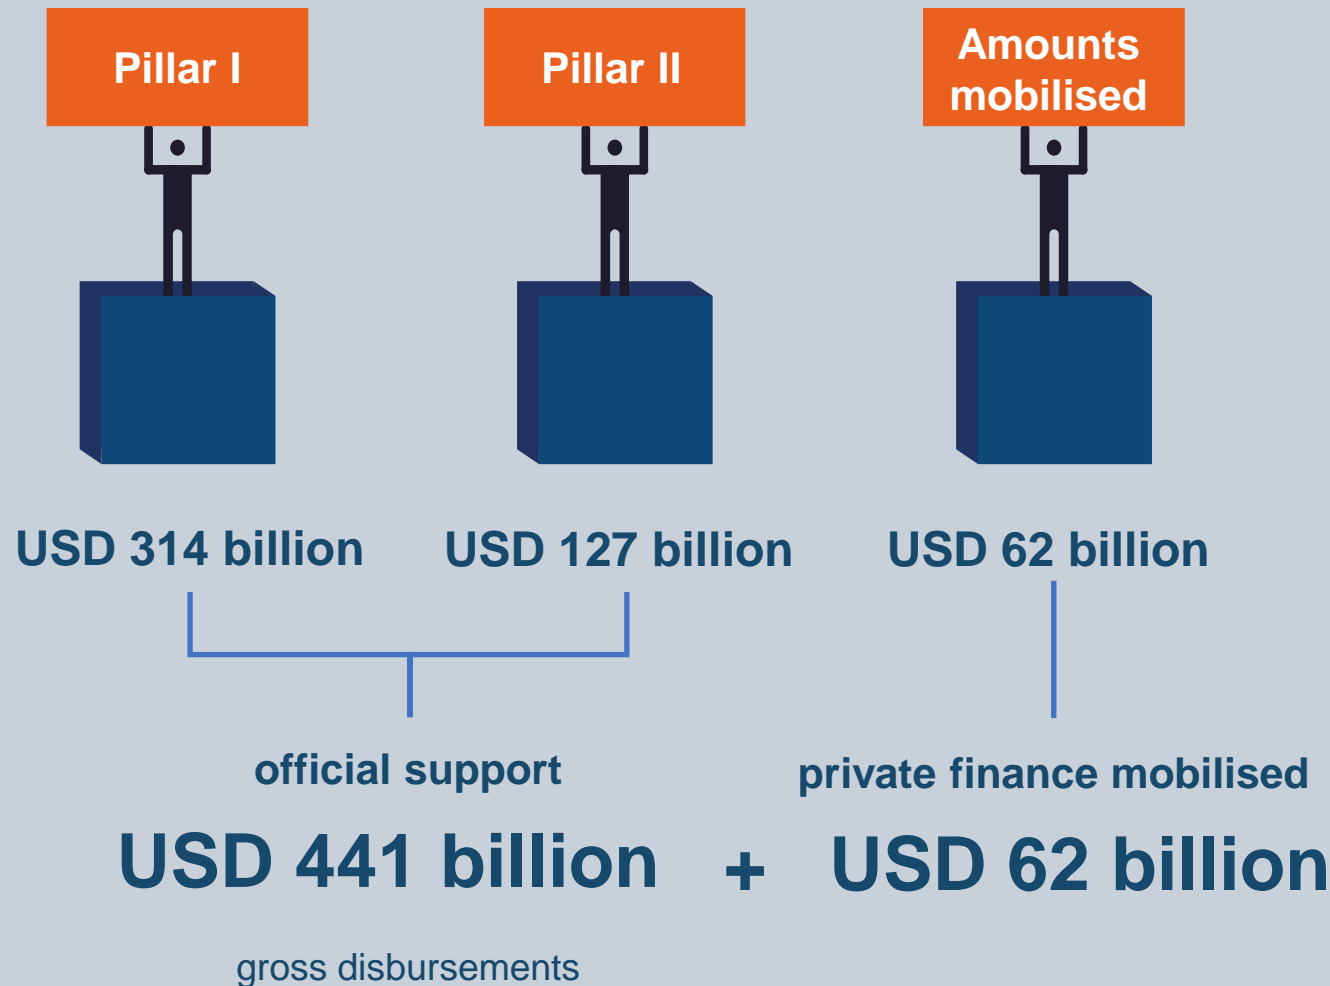 Pillar I
Pillar II
Amounts
mobilised
USD 314 billion
USD 127 billion
USD 62 billion
official support
private finance mobilised
USD 441 billion + USD 62 billion
gross disbursements